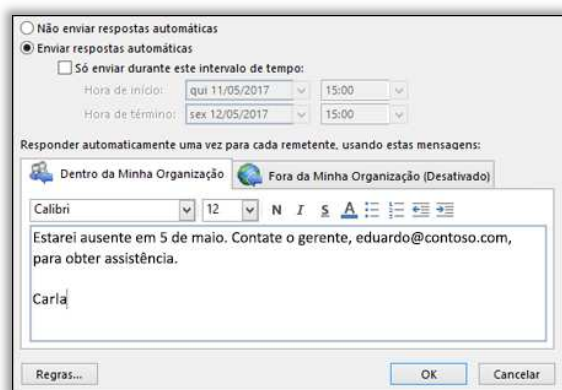 Não enviar respostas automáticas
Enviar respostas automáticas
Só enviar durante este intervalo de tempo:
Hora de início: qui 11/05/2017 15:00
Hora de término: sex 12/05/2017 15:00
Responder automaticamente uma vez para cada remetente, usando estas mensagens:
Dentro da Minha Organização Fora da Minha Organização (Desativado)
Calibri 12 N I S A
Estarei ausente em 5 de maio. Contate o gerente, eduardo@contoso.com,
para obter assistência.
Carla
Regras... OK Cancelar